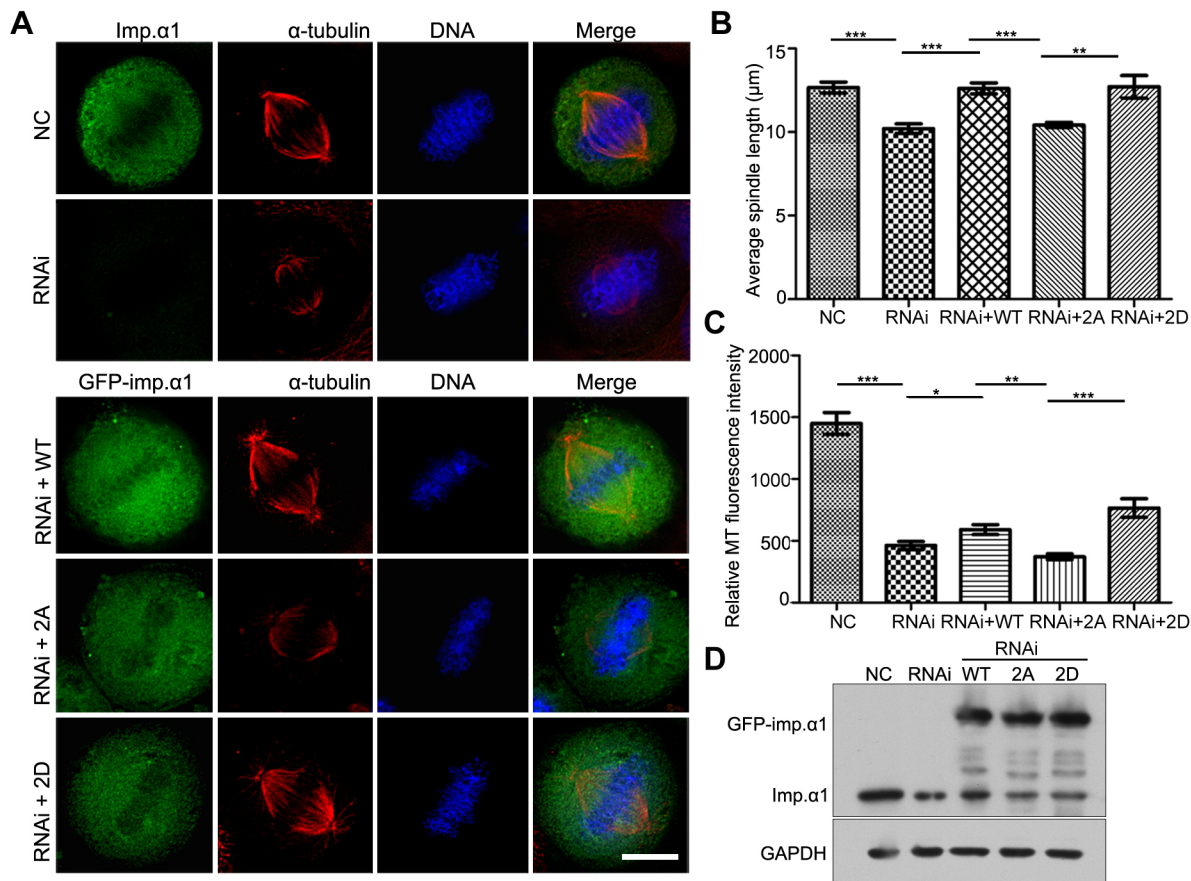 A
Imp.α1 α-tubulin DNA Merge
NC
RNAi
GFP-imp.α1 α-tubulin DNA Merge
RNAi + WT
RNAi + 2A
RNAi + 2D
B
*** *** *** **
Average spindle length (μm)
15
10
5
0
NC RNAi RNAi+WT RNAi+2A RNAi+2D
C
*** * ** ***
Relative MT fluorescence intensity
2000
1500
1000
500
0
NC RNAi RNAi+WT RNAi+2A RNAi+2D
D
RNAi
NC RNAi WT 2A 2D
GFP-imp.α1
Imp.α1
GAPDH